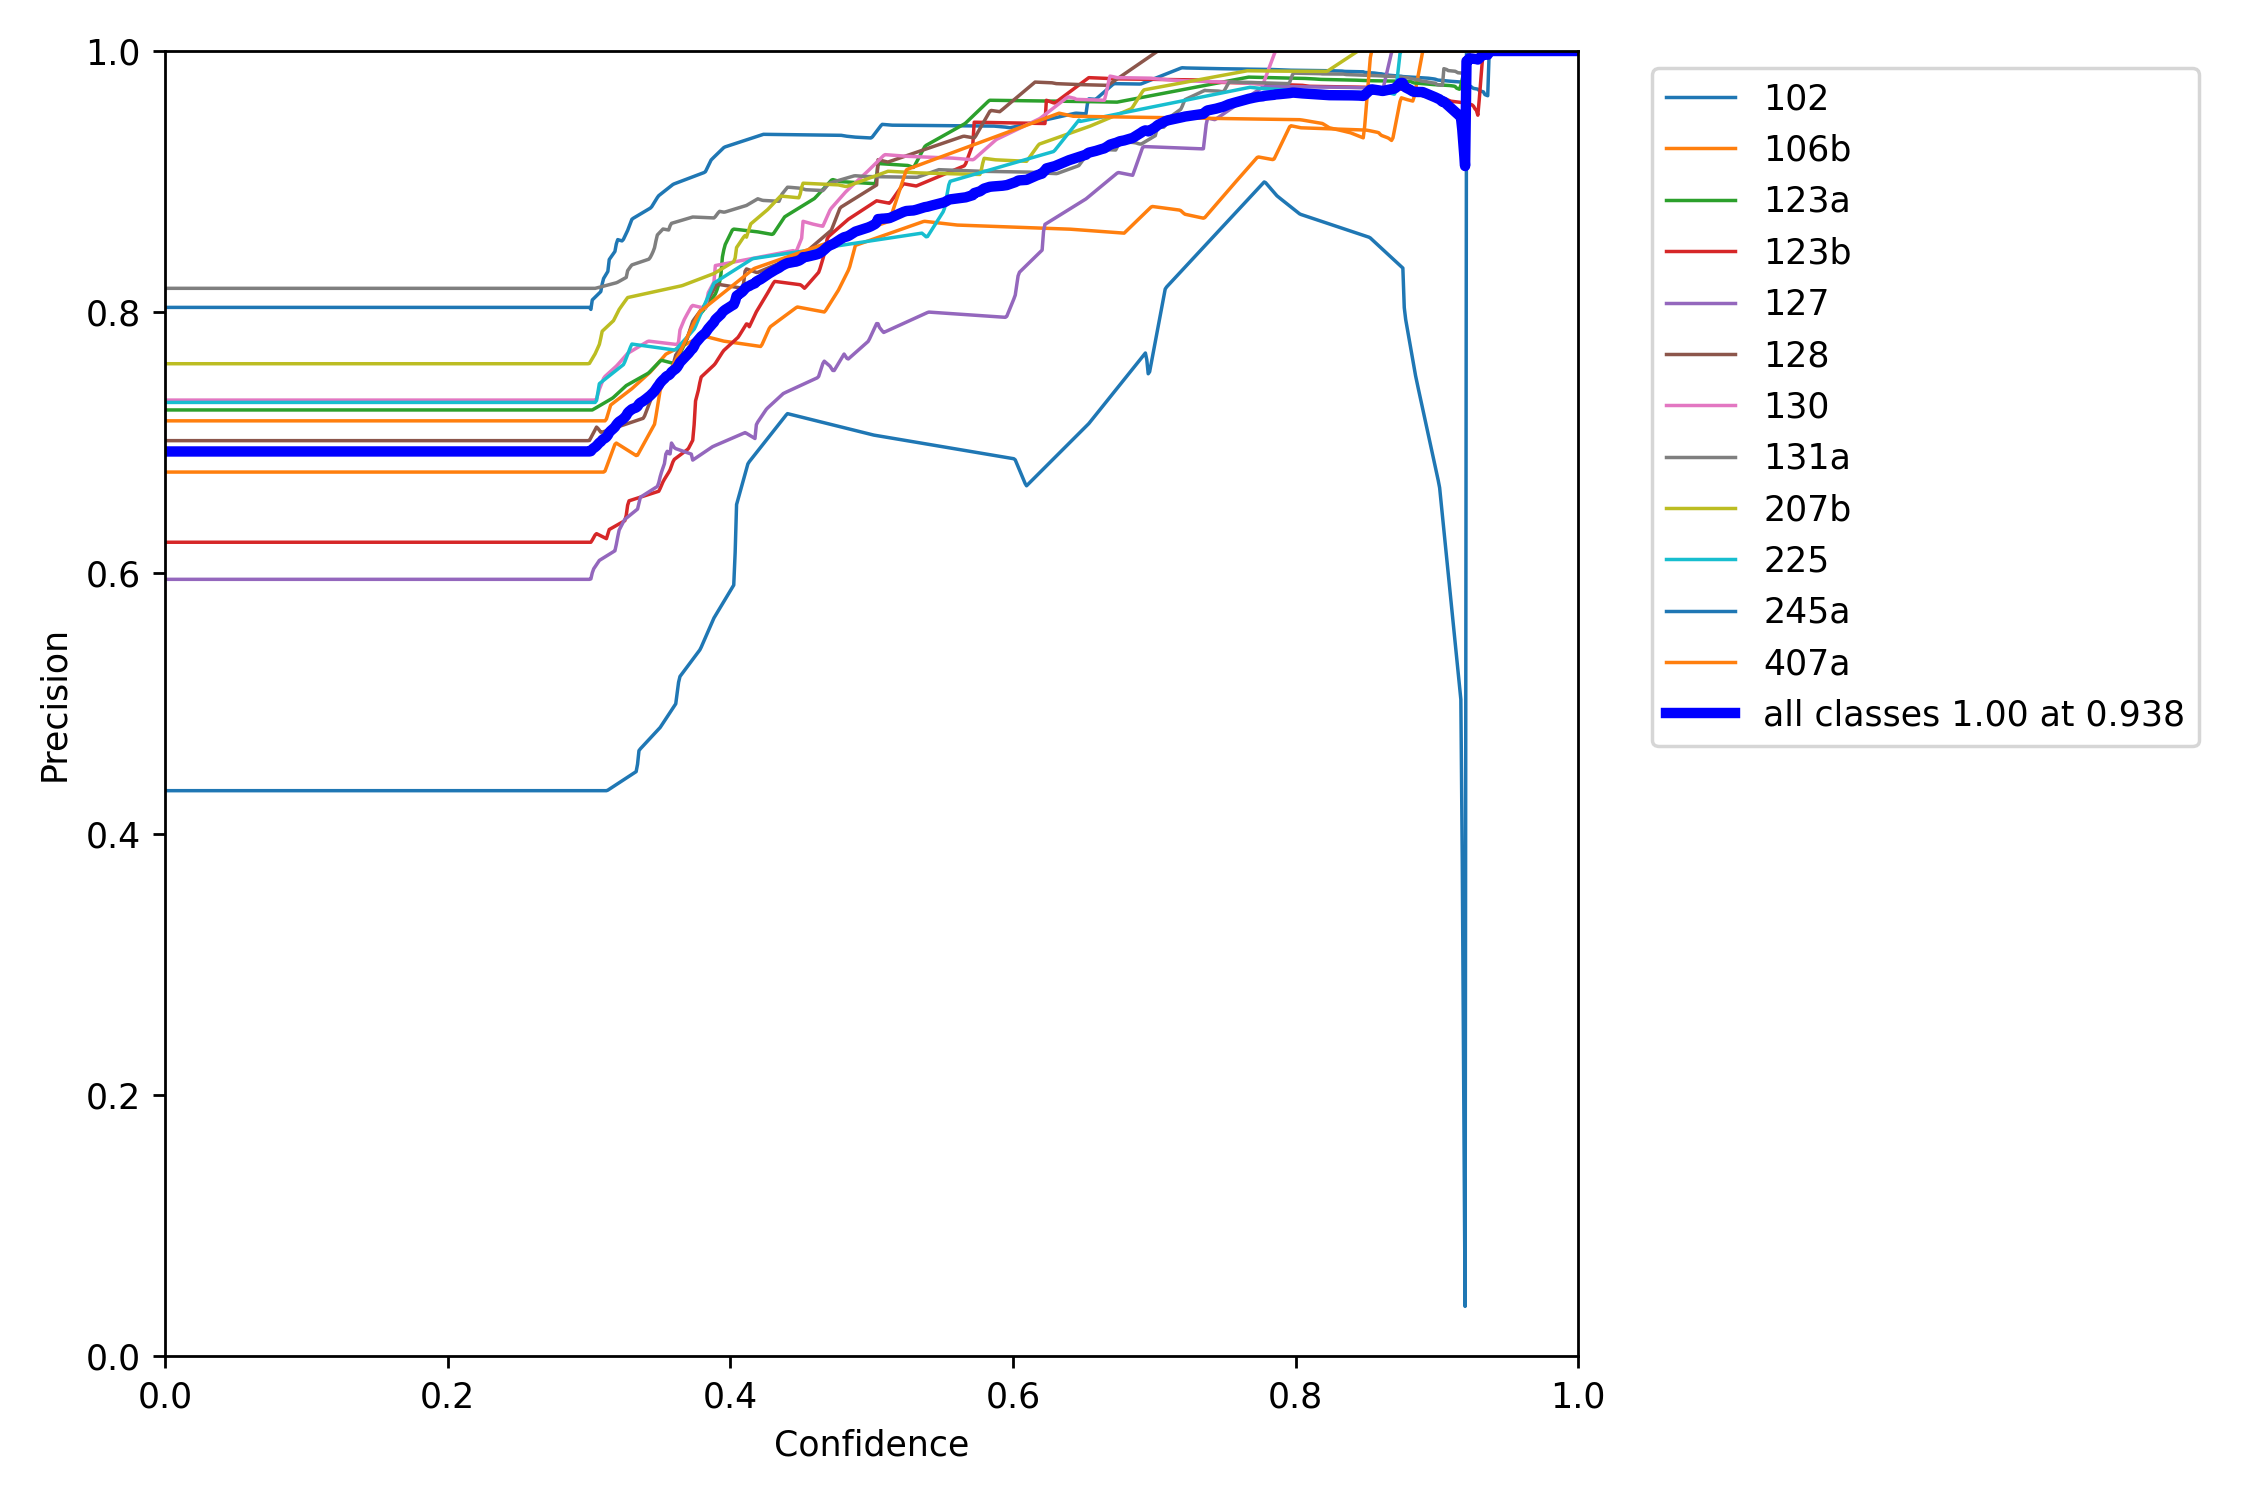 1.0
0.8
0.6
0.4
0.2
0.0
Precision
0.0 0.2 0.4 0.6 0.8 1.0
Confidence
102
106b
123a
123b
127
128
130
131a
207b
225
245a
407a
all classes 1.00 at 0.938